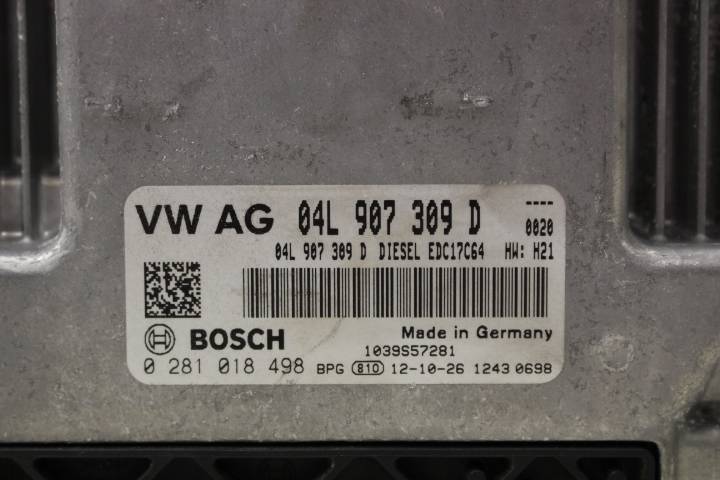 VW AG 04L 907 309 D ----
0020
04L 907 309 D DIESEL EDC17C64 HW: H21
BOSCH Made in Germany
1039S57281
0 281 018 498 BPG 810 12-10-26 1243 0698